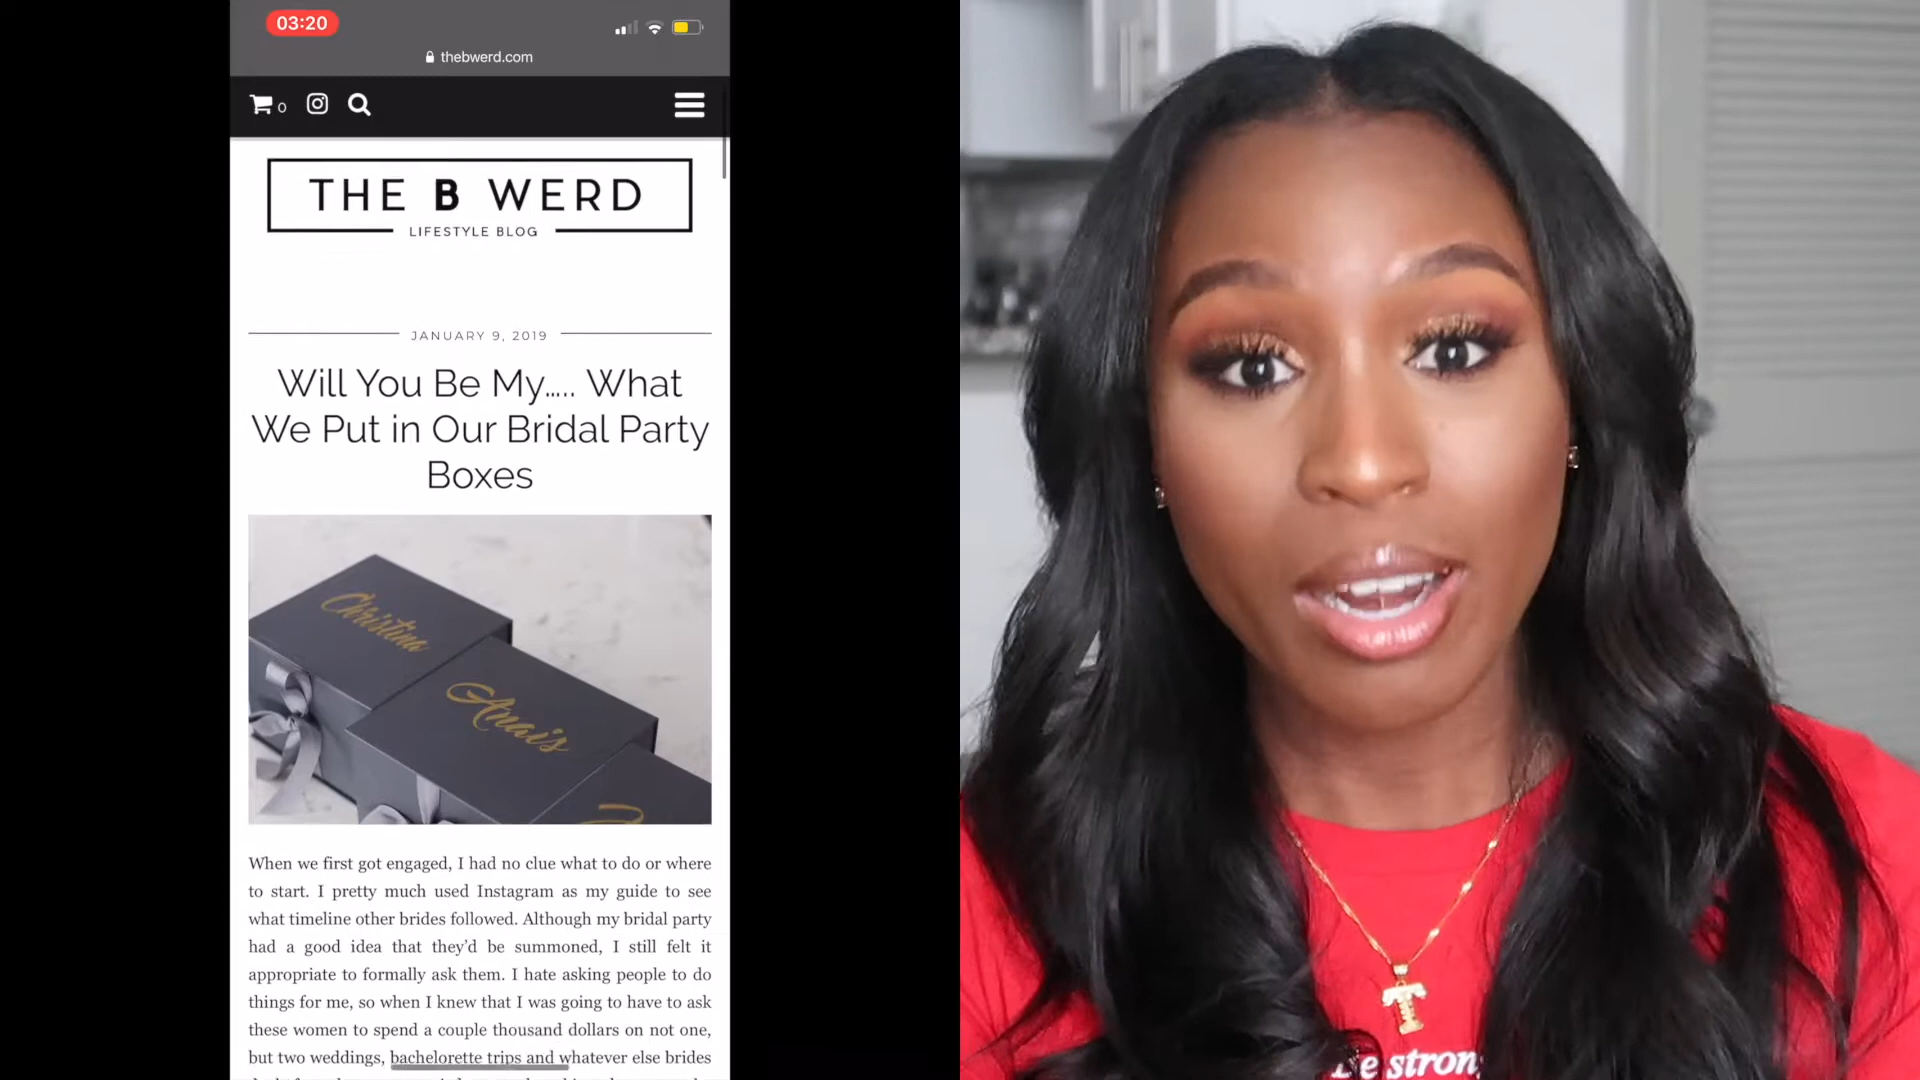 03:20
thebwerd.com
0
THE B WERD
LIFESTYLE BLOG
JANUARY 9, 2019
Will You Be My..... What
We Put in Our Bridal Party
Boxes
Christina
Anais
When we first got engaged, I had no clue what to do or where
to start. I pretty much used Instagram as my guide to see
what timeline other brides followed. Although my bridal party
had a good idea that they'd be summoned, I still felt it
appropriate to formally ask them. I hate asking people to do
things for me, so when I knew that I was going to have to ask
these women to spend a couple thousand dollars on not one,
but two weddings, bachelorette trips and whatever else brides
T
strong